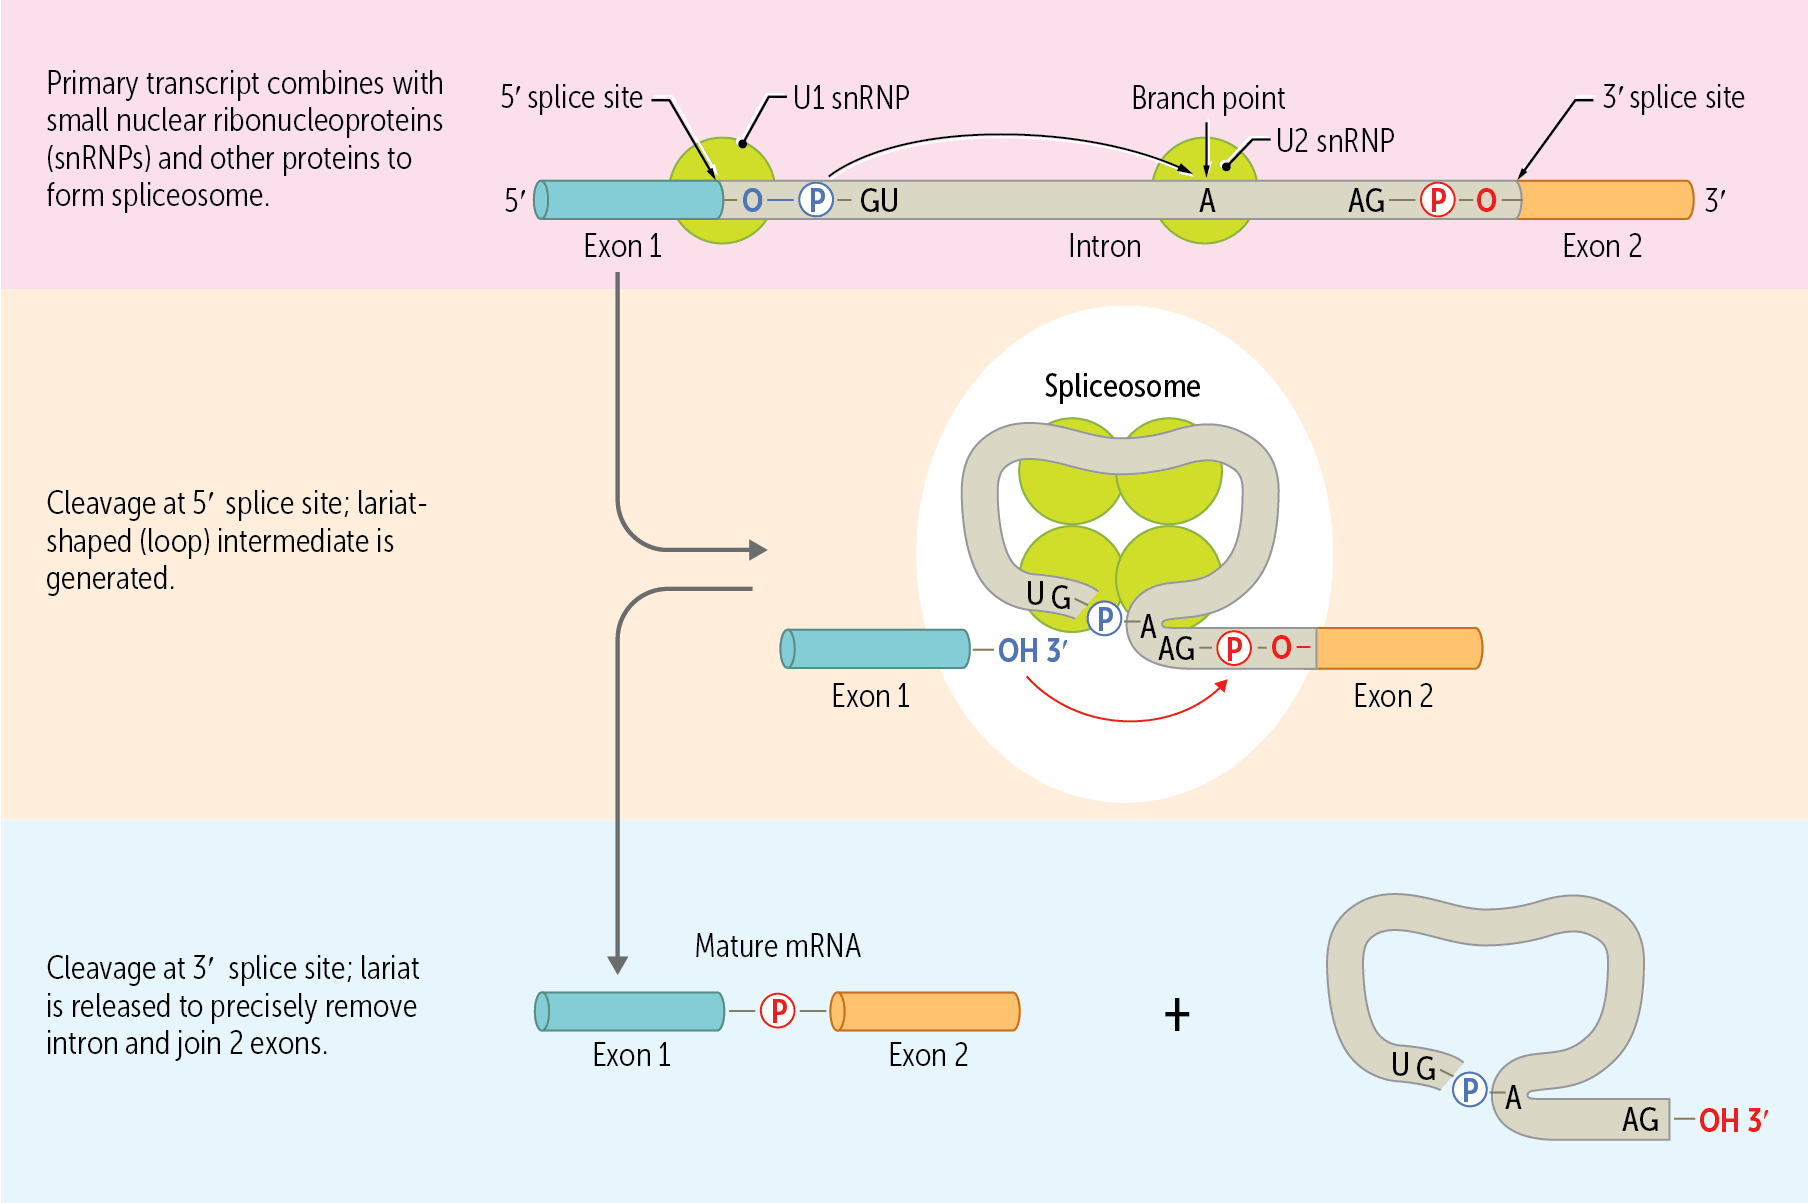 Primary transcript combines with
small nuclear ribonucleoproteins
(snRNPs) and other proteins to
form spliceosome.
5′ splice site
U1 snRNP
Branch point
U2 snRNP
3′ splice site
5′ O P GU A AG P O 3′
Exon 1
Intron
Exon 2
Cleavage at 5′ splice site; lariat-
shaped (loop) intermediate is
generated.
Spliceosome
U G P A
OH 3′
AG P O
Exon 1
Exon 2
Cleavage at 3′ splice site; lariat
is released to precisely remove
intron and join 2 exons.
Mature mRNA
P
Exon 1
Exon 2
+
U G P A
AG OH 3′